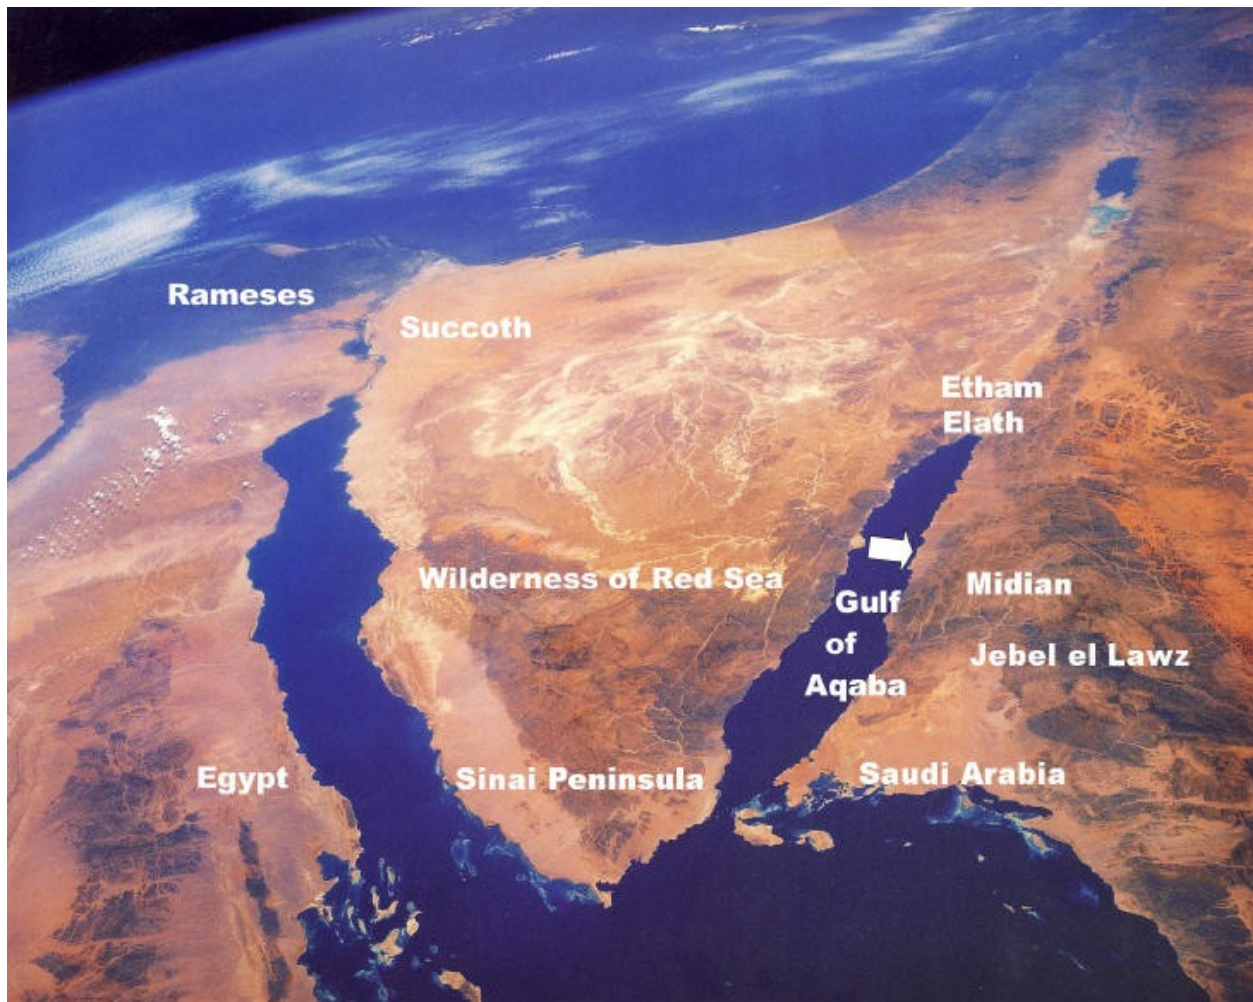 Rameses
Succoth
Etham
Elath
Wilderness of Red Sea
Gulf
of
Aqaba
Midian
Jebel el Lawz
Egypt
Sinai Peninsula
Saudi Arabia